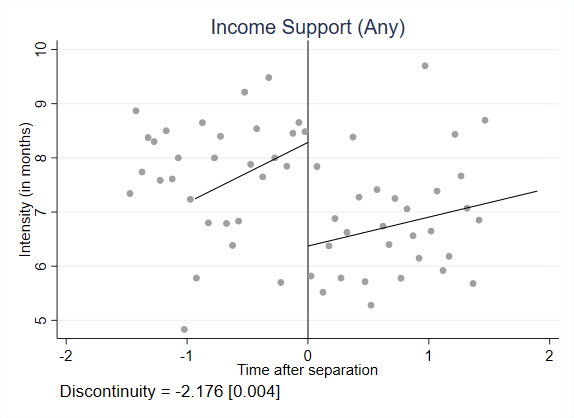 Income Support (Any)
Intensity (in months)
10
9
8
7
6
5
-2 -1 0 1 2
Time after separation
Discontinuity = -2.176 [0.004]